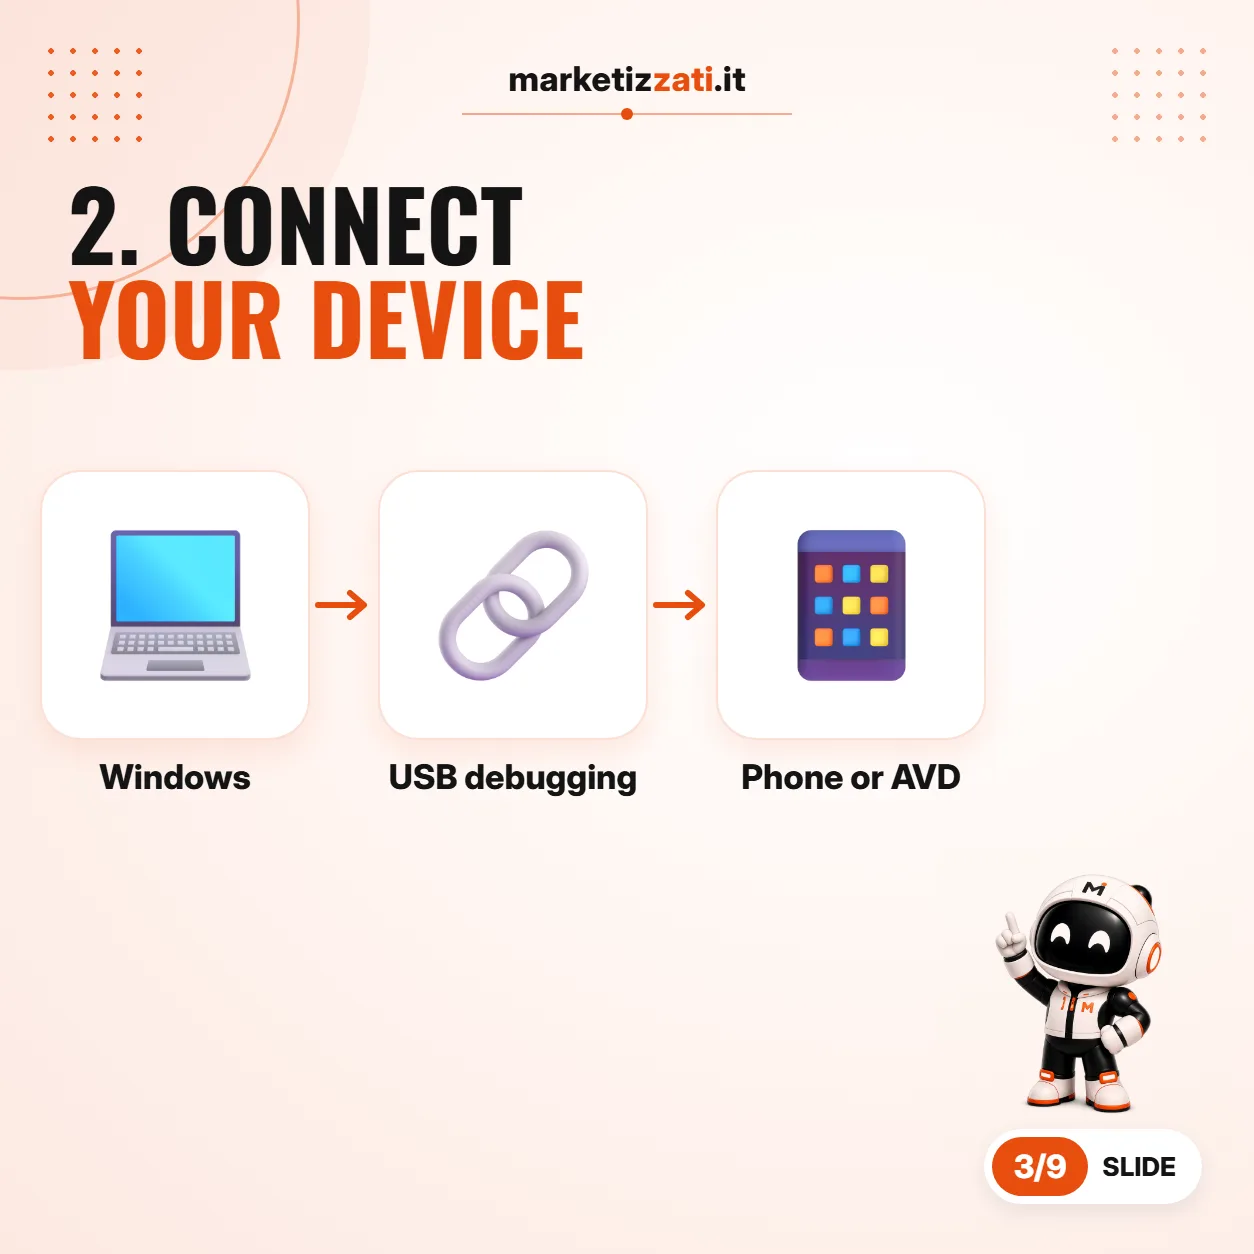 marketizzati.it
2. CONNECT
YOUR DEVICE
Windows
USB debugging
Phone or AVD
M
M
3/9 SLIDE